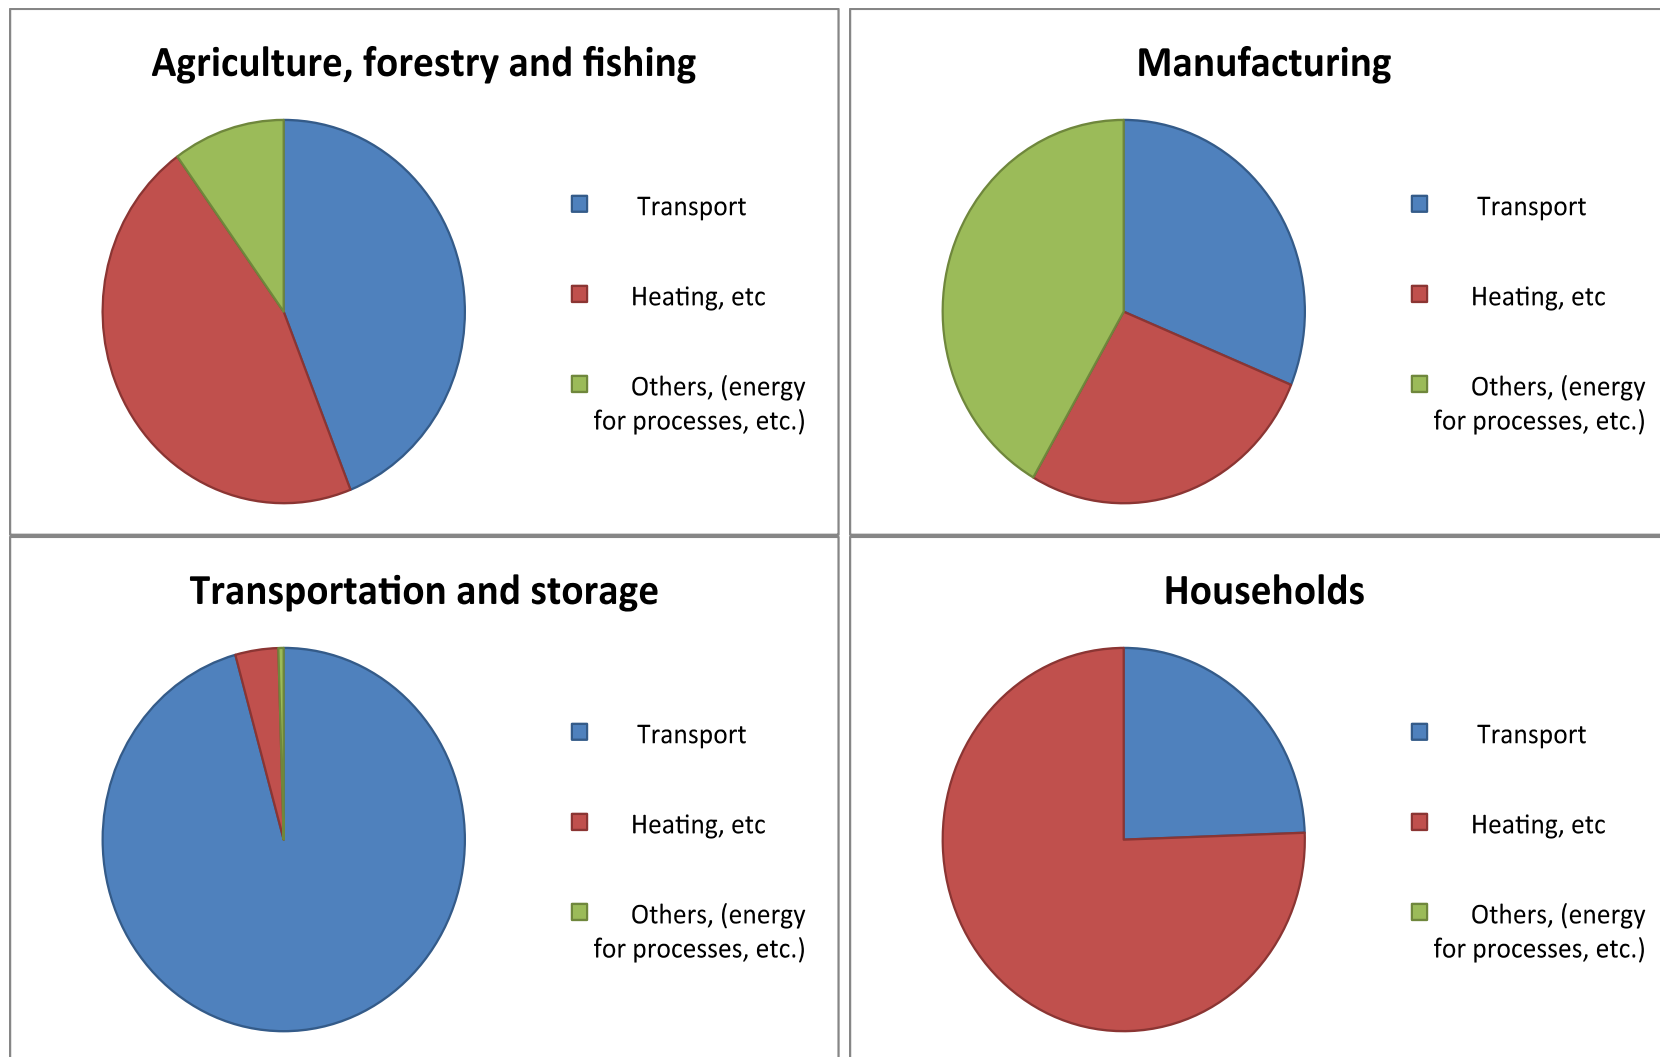 Agriculture, forestry and fishing
Transport
Heating, etc
Others, (energy
for processes, etc.)
Manufacturing
Transport
Heating, etc
Others, (energy
for processes, etc.)
Transportation and storage
Transport
Heating, etc
Others, (energy
for processes, etc.)
Households
Transport
Heating, etc
Others, (energy
for processes, etc.)